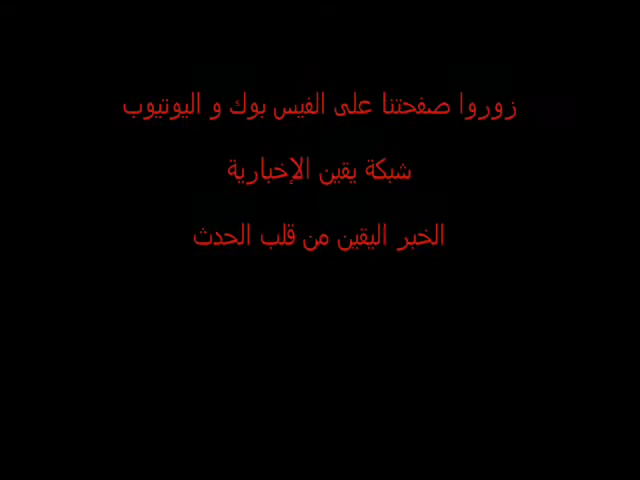 زوروا صفحتنا على الفيس بوك و اليوتيوب
شبكة يقين الإخبارية
الخبر اليقين من قلب الحدث